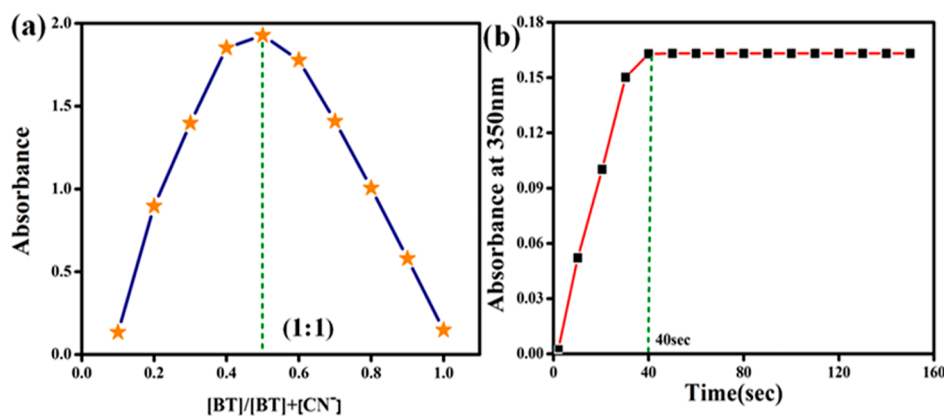 (a)
2.0
1.5
1.0
0.5
0.0
Absorbance
(1:1)
0.2 0.4 0.6 0.8 1.0
[BT]/[BT]+[CN⁻]
(b)
0.18
0.15
0.12
0.09
0.06
0.03
0.00
Absorbance at 350nm
40sec
0 40 80 120 160
Time(sec)